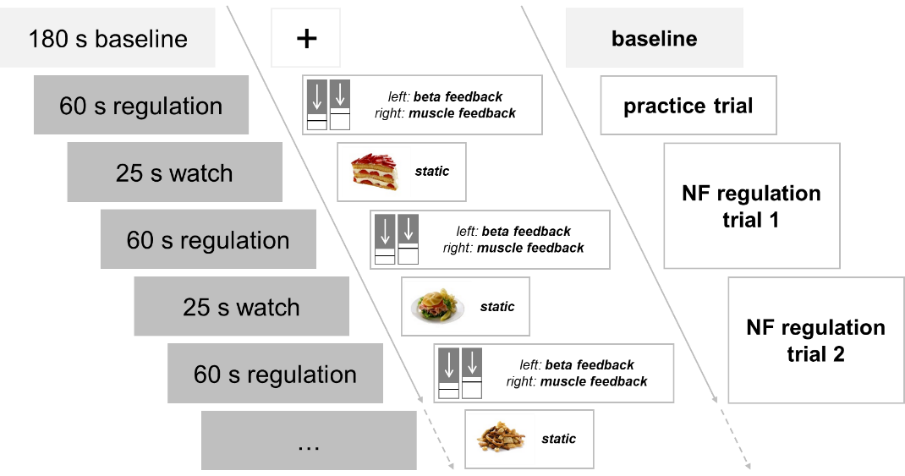 180 s baseline
+
baseline
60 s regulation
left: beta feedback
right: muscle feedback
practice trial
25 s watch
static
NF regulation
trial 1
60 s regulation
left: beta feedback
right: muscle feedback
25 s watch
static
NF regulation
trial 2
60 s regulation
left: beta feedback
right: muscle feedback
...
static